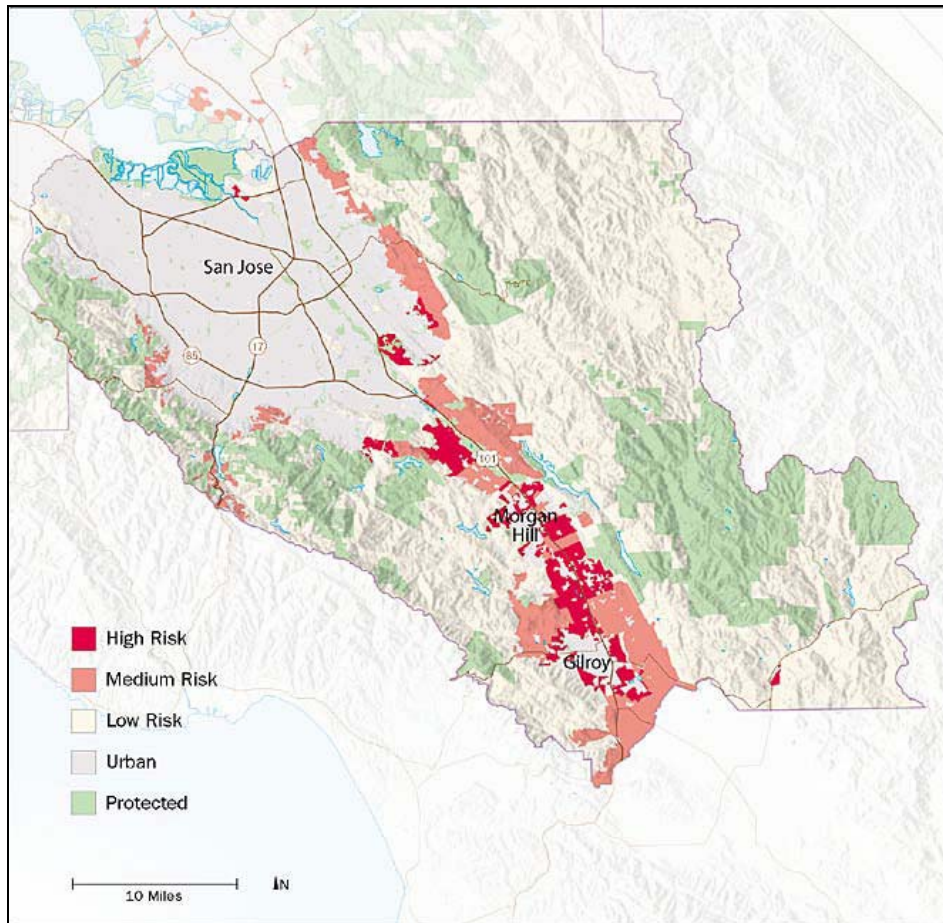 San Jose
85
17
101
Morgan
Hill
Gilroy
High Risk
Medium Risk
Low Risk
Urban
Protected
10 Miles
N